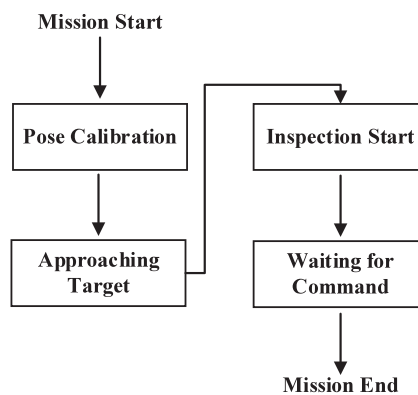 Mission Start
Pose Calibration
Approaching
Target
Inspection Start
Waiting for
Command
Mission End